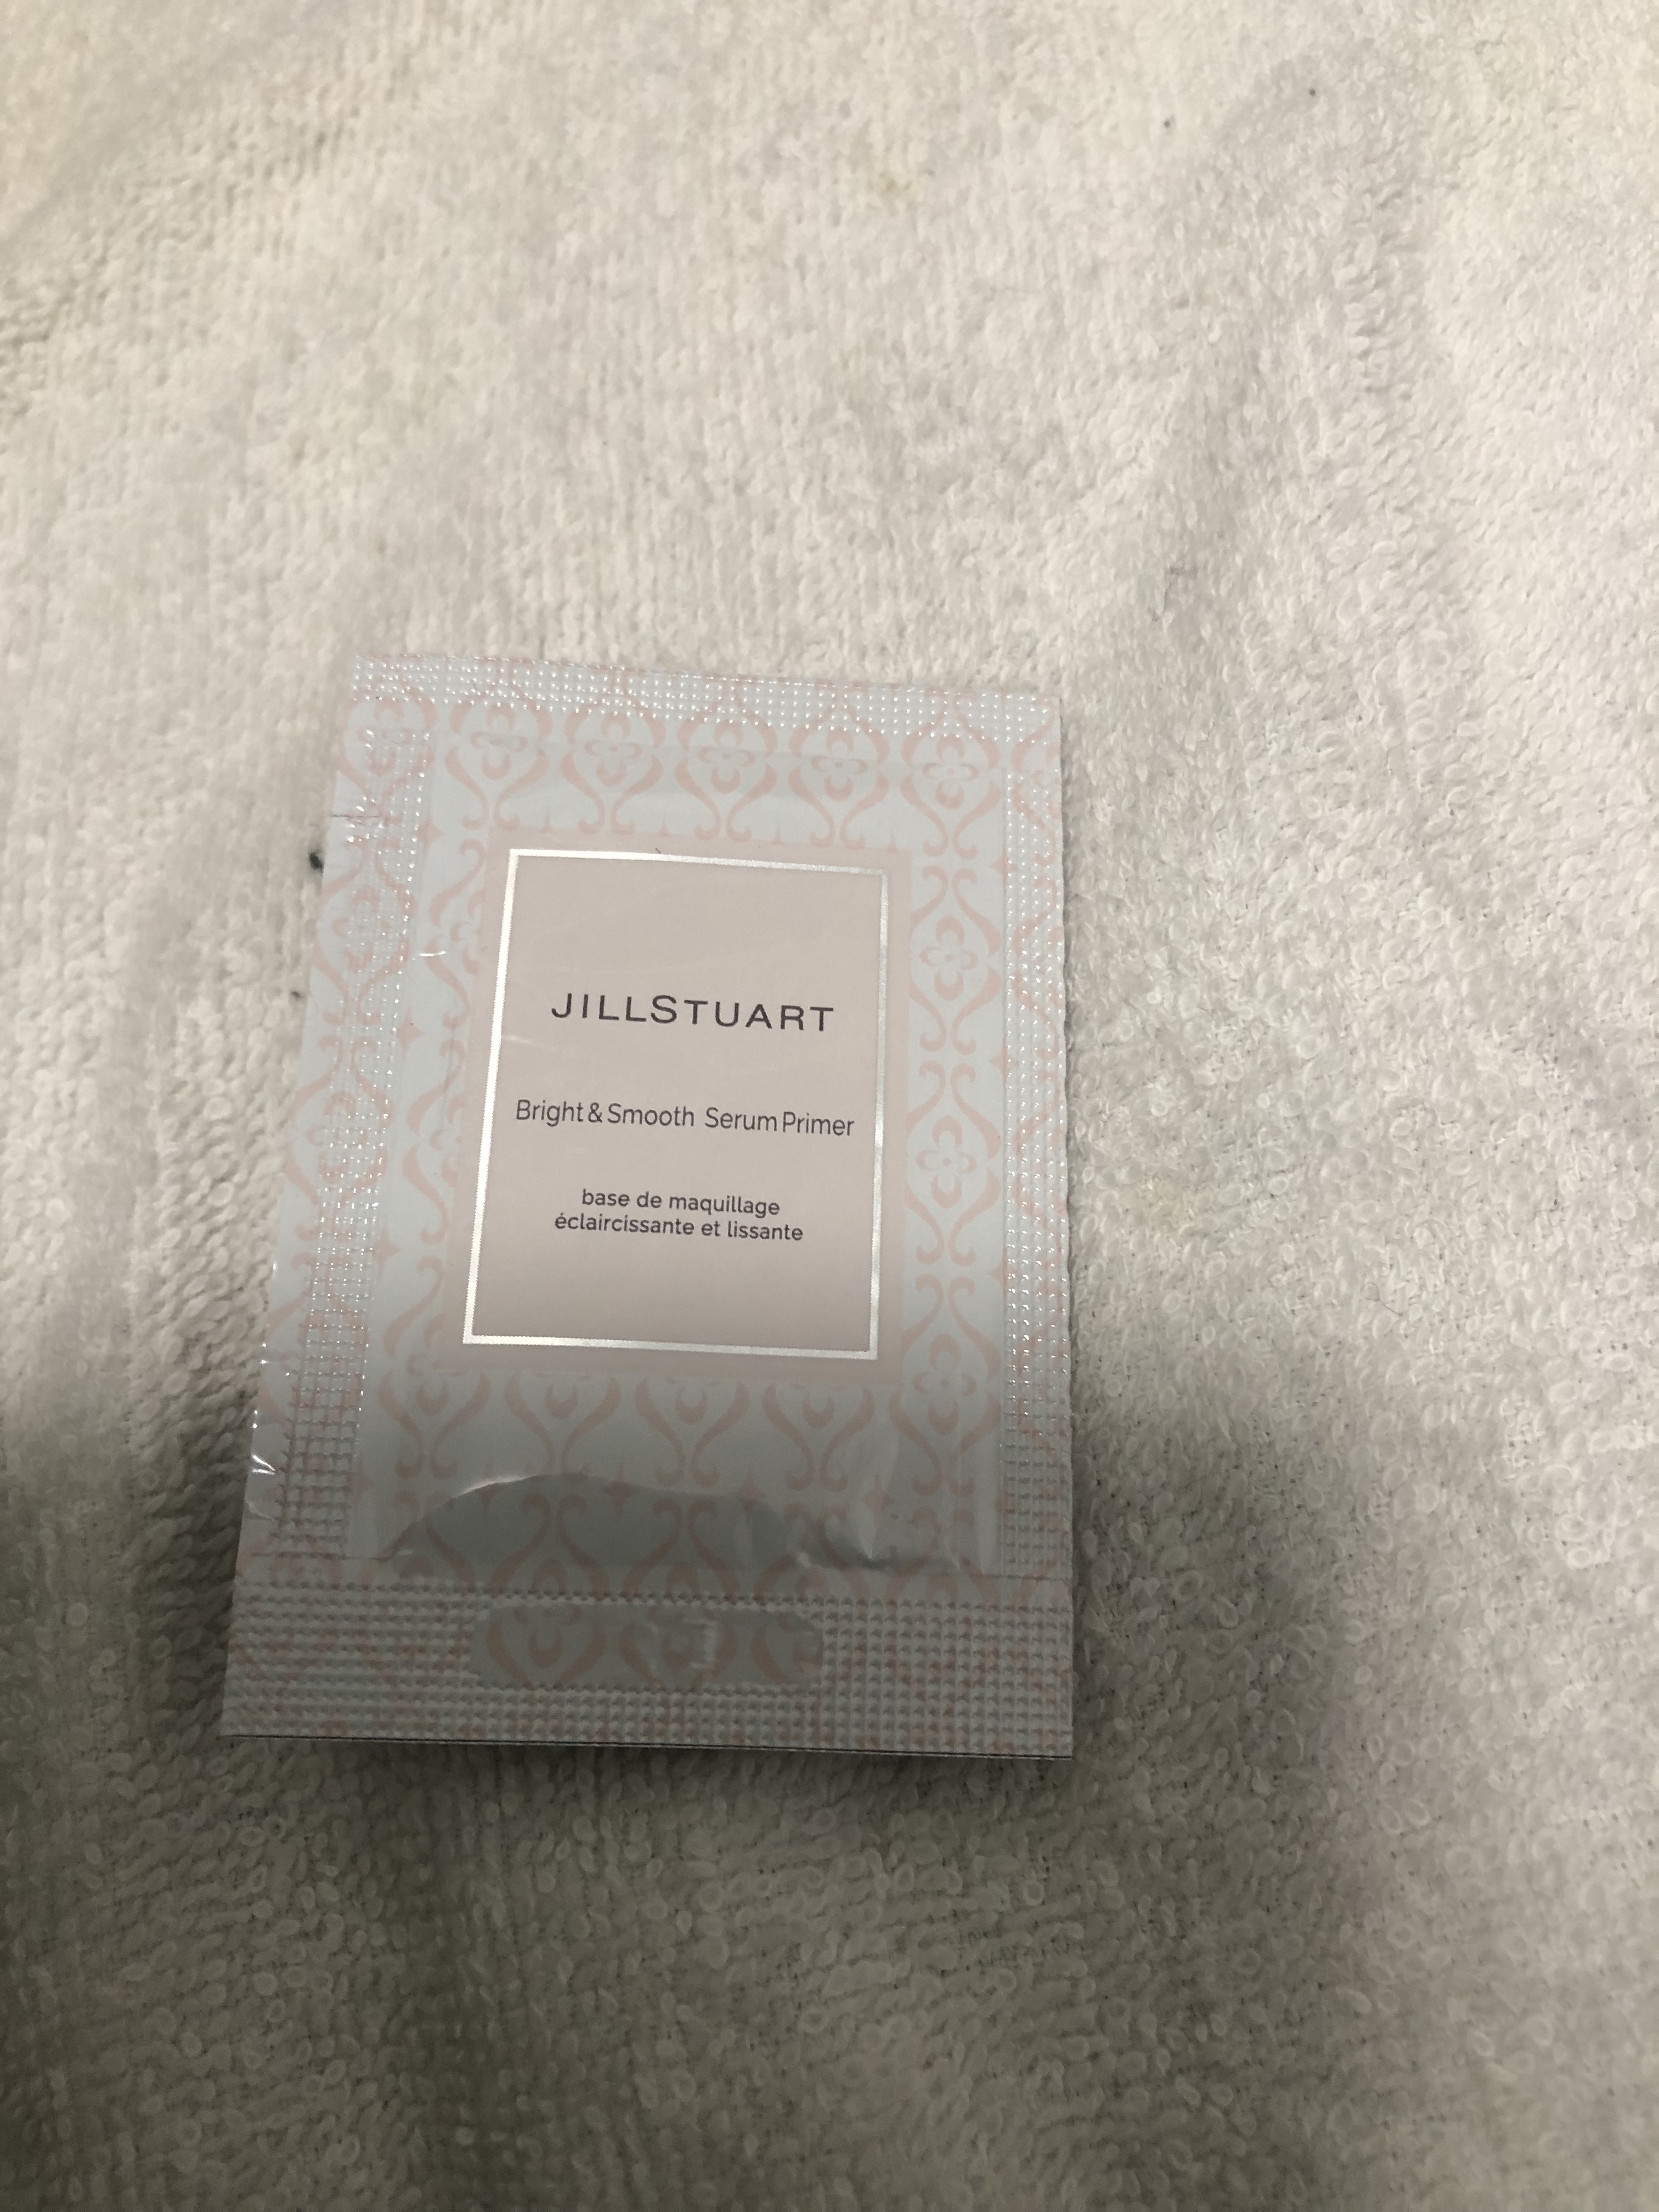 JILLSTUART
Bright & Smooth Serum Primer
base de maquillage
éclaircissante et lissante